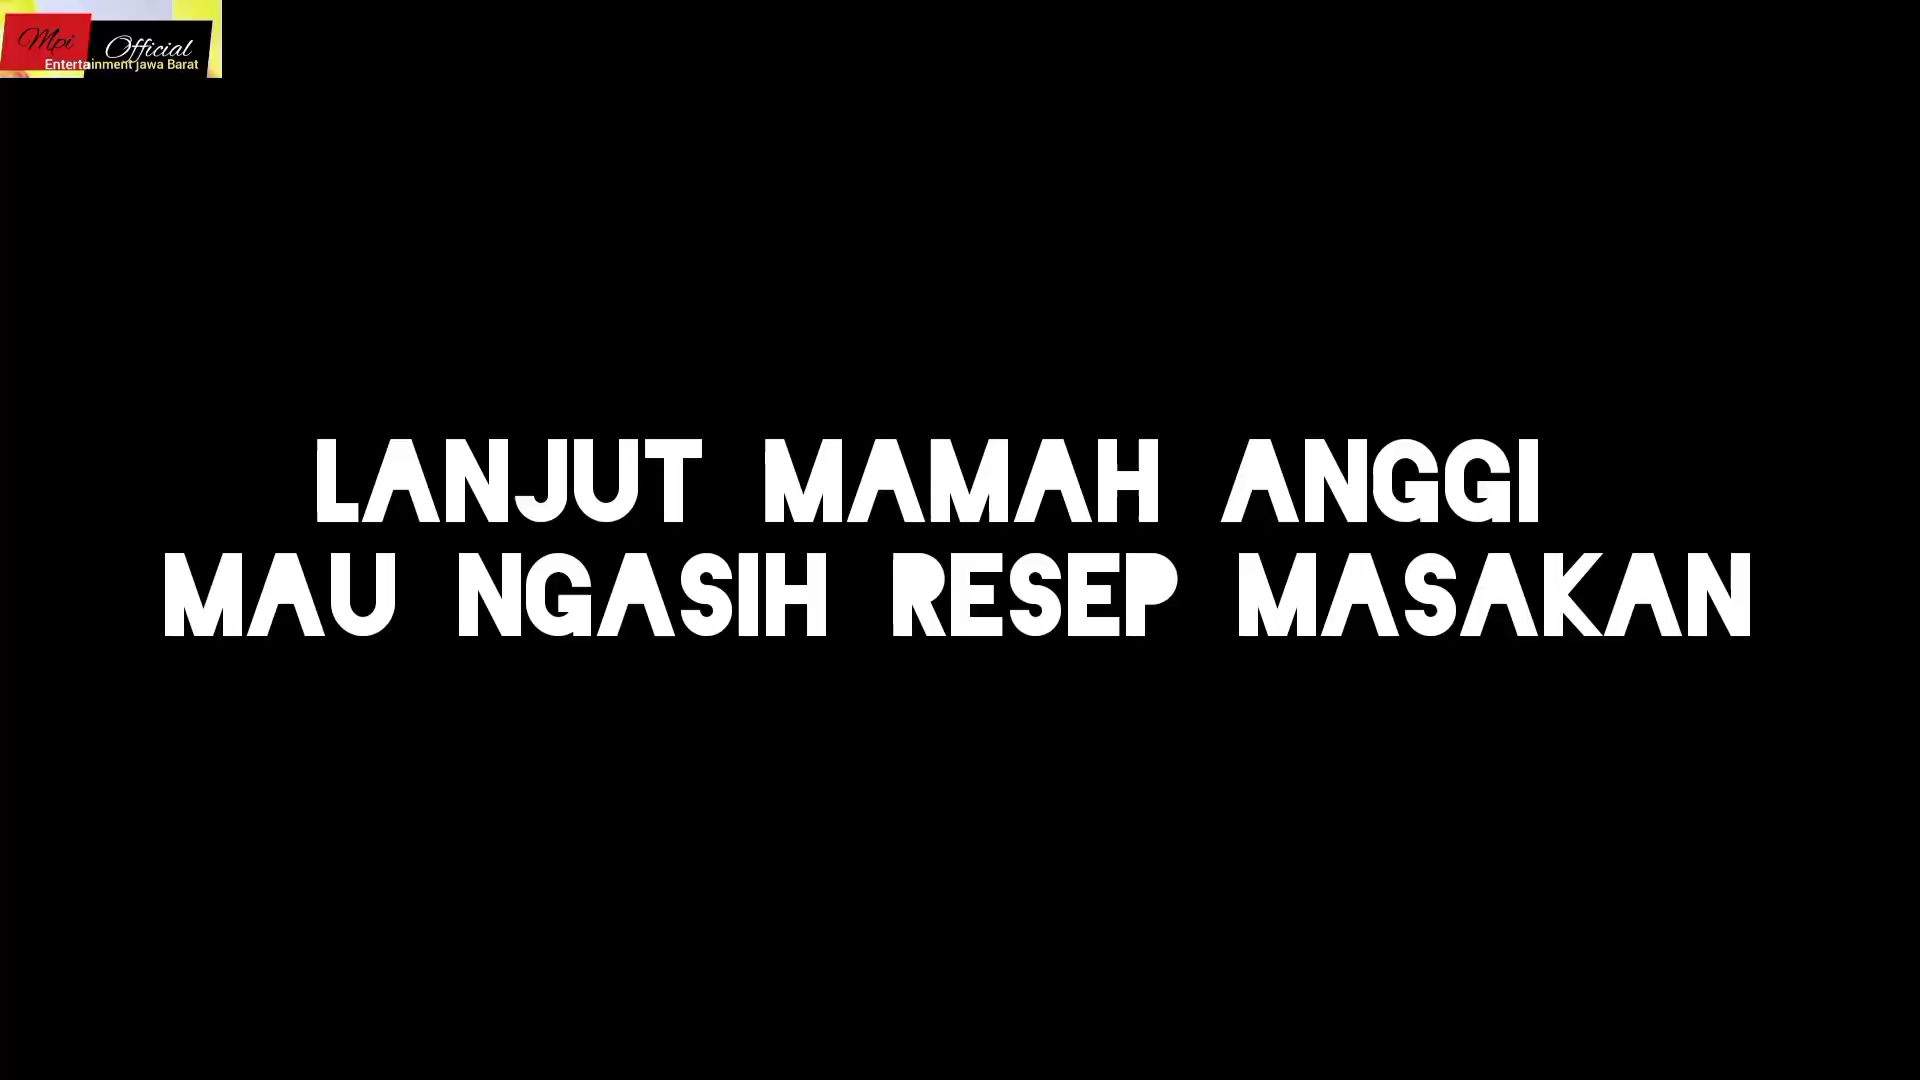 Mpi Official
Entertainment jawa Barat
LANJUT MAMAH ANGGI
MAU NGASIH RESEP MASAKAN